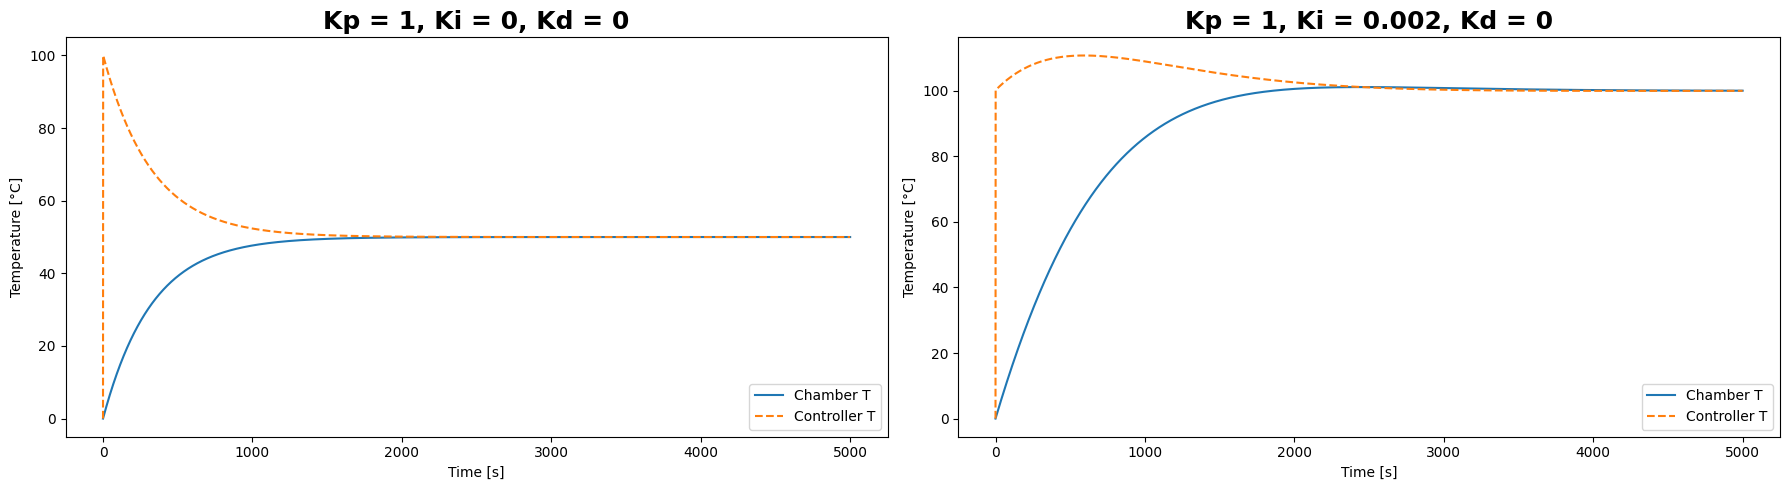 Kp = 1, Ki = 0, Kd = 0
100
80
60
40
20
0
Temperature [°C]
0
1000
2000
3000
4000
5000
Time [s]
Chamber T
Controller T
Kp = 1, Ki = 0.002, Kd = 0
100
80
60
40
20
0
Temperature [°C]
0
1000
2000
3000
4000
5000
Time [s]
Chamber T
Controller T